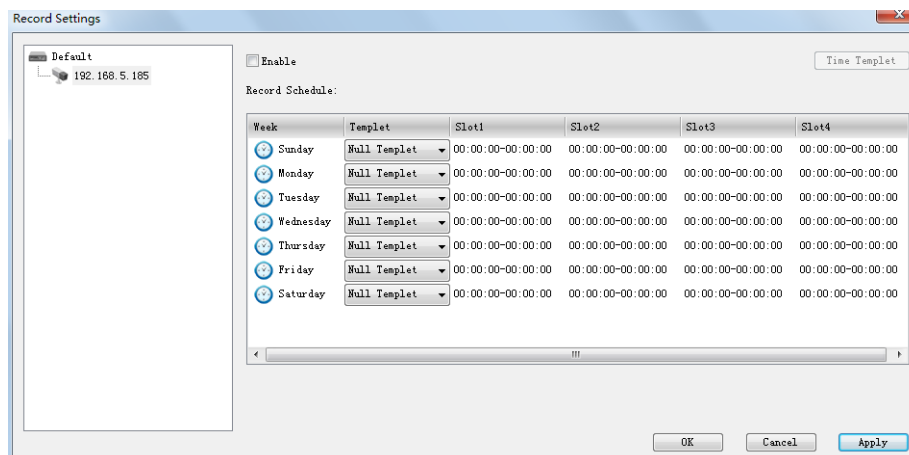 Record Settings
Default
192.168.5.185
Enable
Time Templet
Record Schedule:
Week Templet Slot1 Slot2 Slot3 Slot4
Sunday Null Templet 00:00:00-00:00:00 00:00:00-00:00:00 00:00:00-00:00:00 00:00:00-00:00:00
Monday Null Templet 00:00:00-00:00:00 00:00:00-00:00:00 00:00:00-00:00:00 00:00:00-00:00:00
Tuesday Null Templet 00:00:00-00:00:00 00:00:00-00:00:00 00:00:00-00:00:00 00:00:00-00:00:00
Wednesday Null Templet 00:00:00-00:00:00 00:00:00-00:00:00 00:00:00-00:00:00 00:00:00-00:00:00
Thursday Null Templet 00:00:00-00:00:00 00:00:00-00:00:00 00:00:00-00:00:00 00:00:00-00:00:00
Friday Null Templet 00:00:00-00:00:00 00:00:00-00:00:00 00:00:00-00:00:00 00:00:00-00:00:00
Saturday Null Templet 00:00:00-00:00:00 00:00:00-00:00:00 00:00:00-00:00:00 00:00:00-00:00:00
OK Cancel Apply